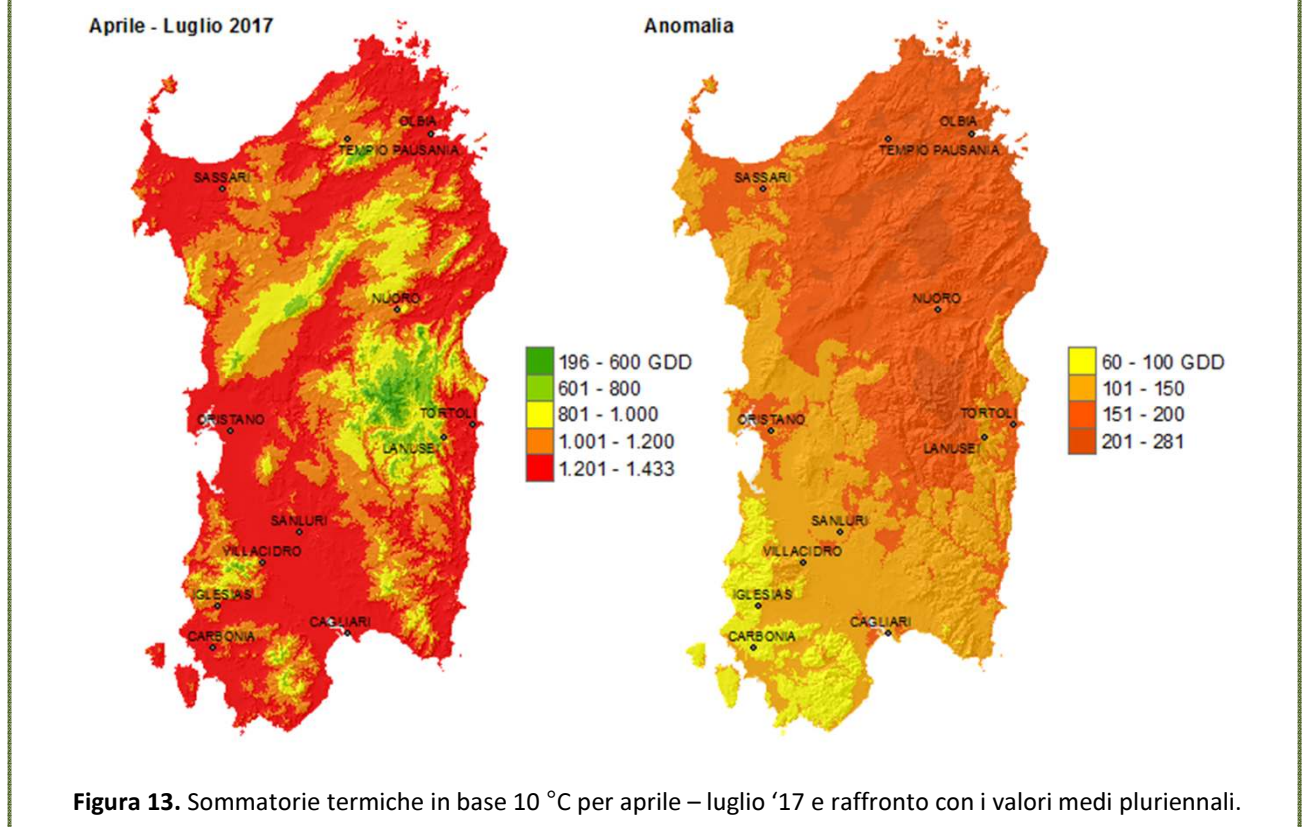 Aprile - Luglio 2017
OLBIA
TEMPIO PAUSANIA
SASSARI
NUORO
ORISTANO
TORTOLI
LANUSEI
SANLURI
VILLACIDRO
IGLESIAS
CARBONIA
CAGLIARI
196 - 600 GDD
601 - 800
801 - 1.000
1.001 - 1.200
1.201 - 1.433
Anomalia
OLBIA
TEMPIO PAUSANIA
SASSARI
NUORO
ORISTANO
TORTOLI
LANUSEI
SANLURI
VILLACIDRO
IGLESIAS
CARBONIA
CAGLIARI
60 - 100 GDD
101 - 150
151 - 200
201 - 281
Figura 13. Sommatorie termiche in base 10 °C per aprile – luglio ‘17 e raffronto con i valori medi pluriennali.